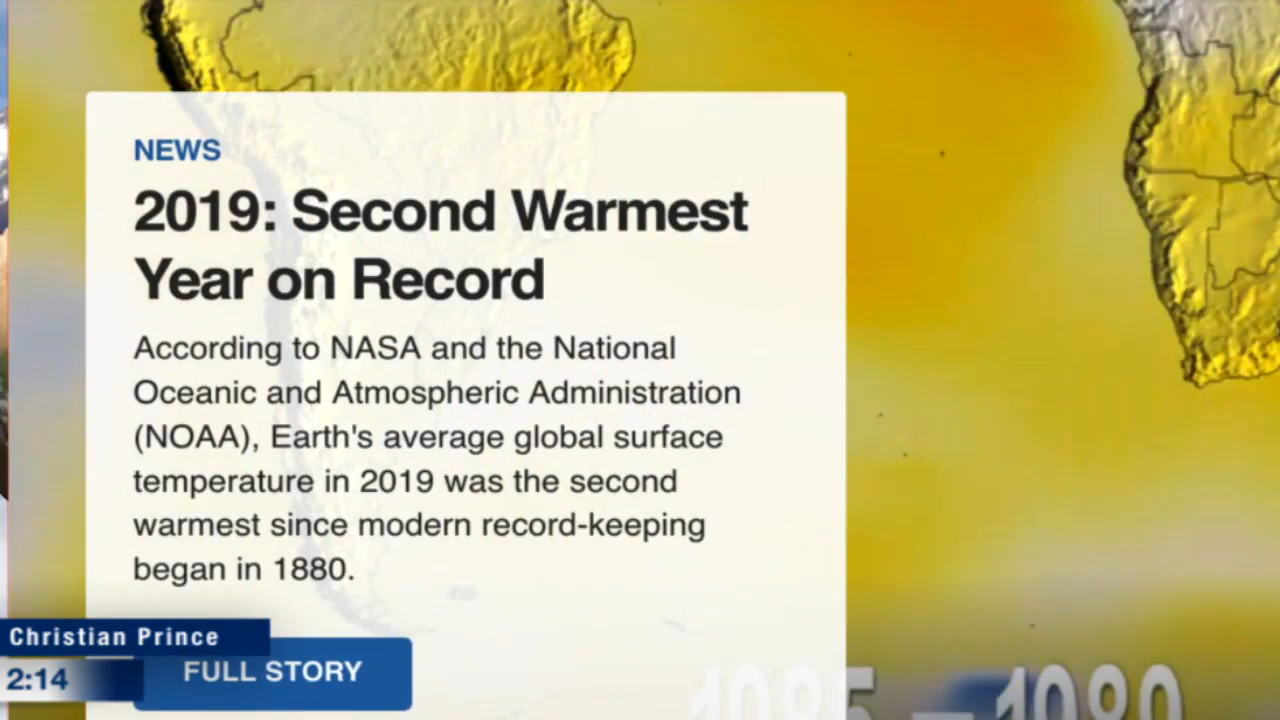 NEWS
2019: Second Warmest
Year on Record
According to NASA and the National
Oceanic and Atmospheric Administration
(NOAA), Earth's average global surface
temperature in 2019 was the second
warmest since modern record-keeping
began in 1880.
Christian Prince
2:14
FULL STORY
1985 – 1989